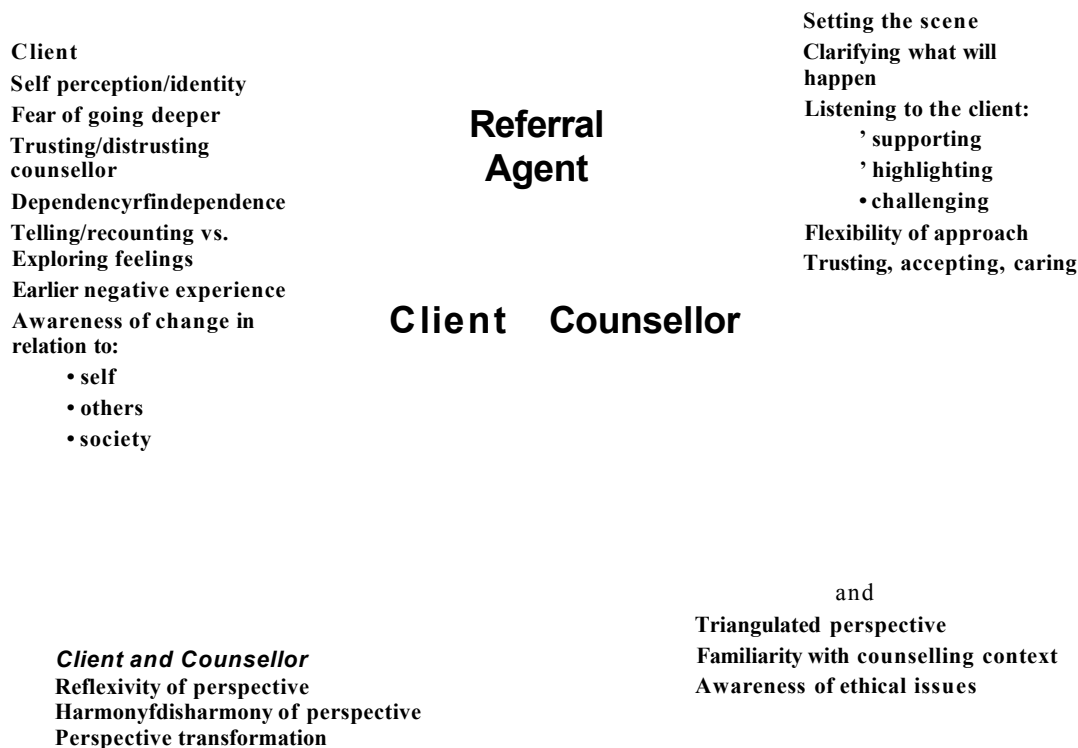 Client
Self perception/identity
Fear of going deeper
Trusting/distrusting
counsellor
Dependencyrfindependence
Telling/recounting vs.
Exploring feelings
Earlier negative experience
Awareness of change in
relation to:
• self
• others
• society
Referral
Agent
Client Counsellor
Setting the scene
Clarifying what will
happen
Listening to the client:
’ supporting
’ highlighting
• challenging
Flexibility of approach
Trusting, accepting, caring
Client and Counsellor
Reflexivity of perspective
Harmonyfdisharmony of perspective
Perspective transformation
and
Triangulated perspective
Familiarity with counselling context
Awareness of ethical issues